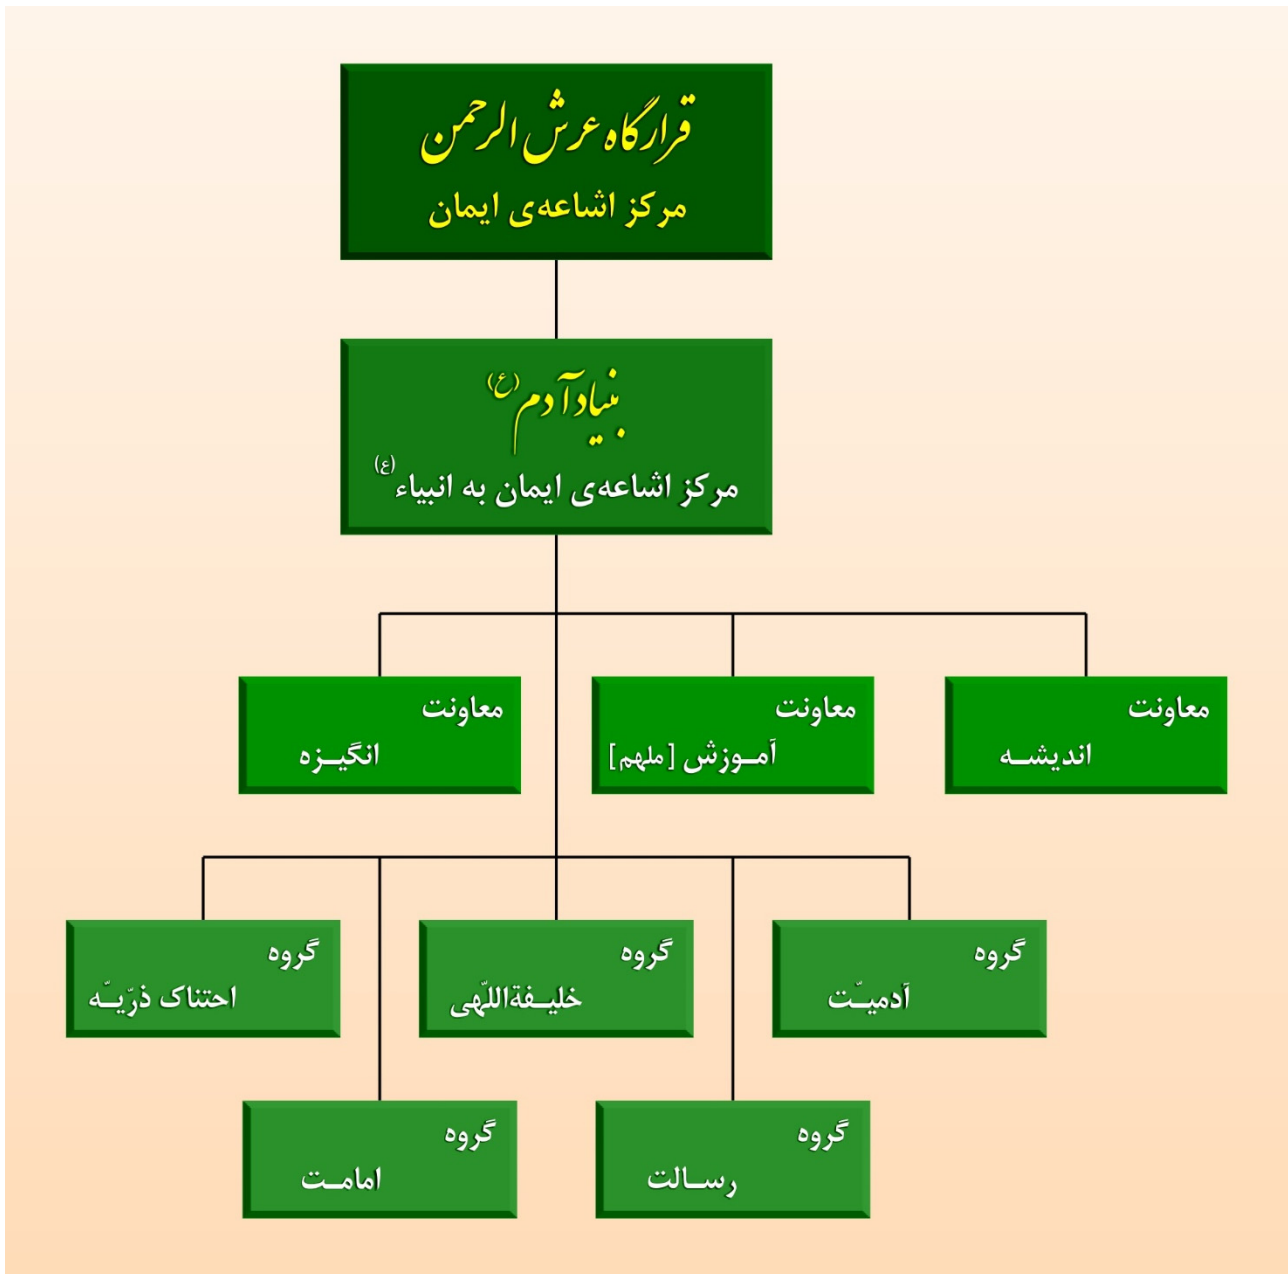 قرارگاه عرش الرحمن
مرکز اشاعه‌ی ایمان
بنیاد آدم (ع)
مرکز اشاعه‌ی ایمان به انبیاء (ع)
معاونت
اندیشـه
معاونت
آمـوزش [ملهم]
معاونت
انگیـزه
گروه
آدمیـّت
گروه
خلیـفةاللّهی
گروه
احتناک ذرّیـّه
گروه
رسـالت
گروه
امامـت